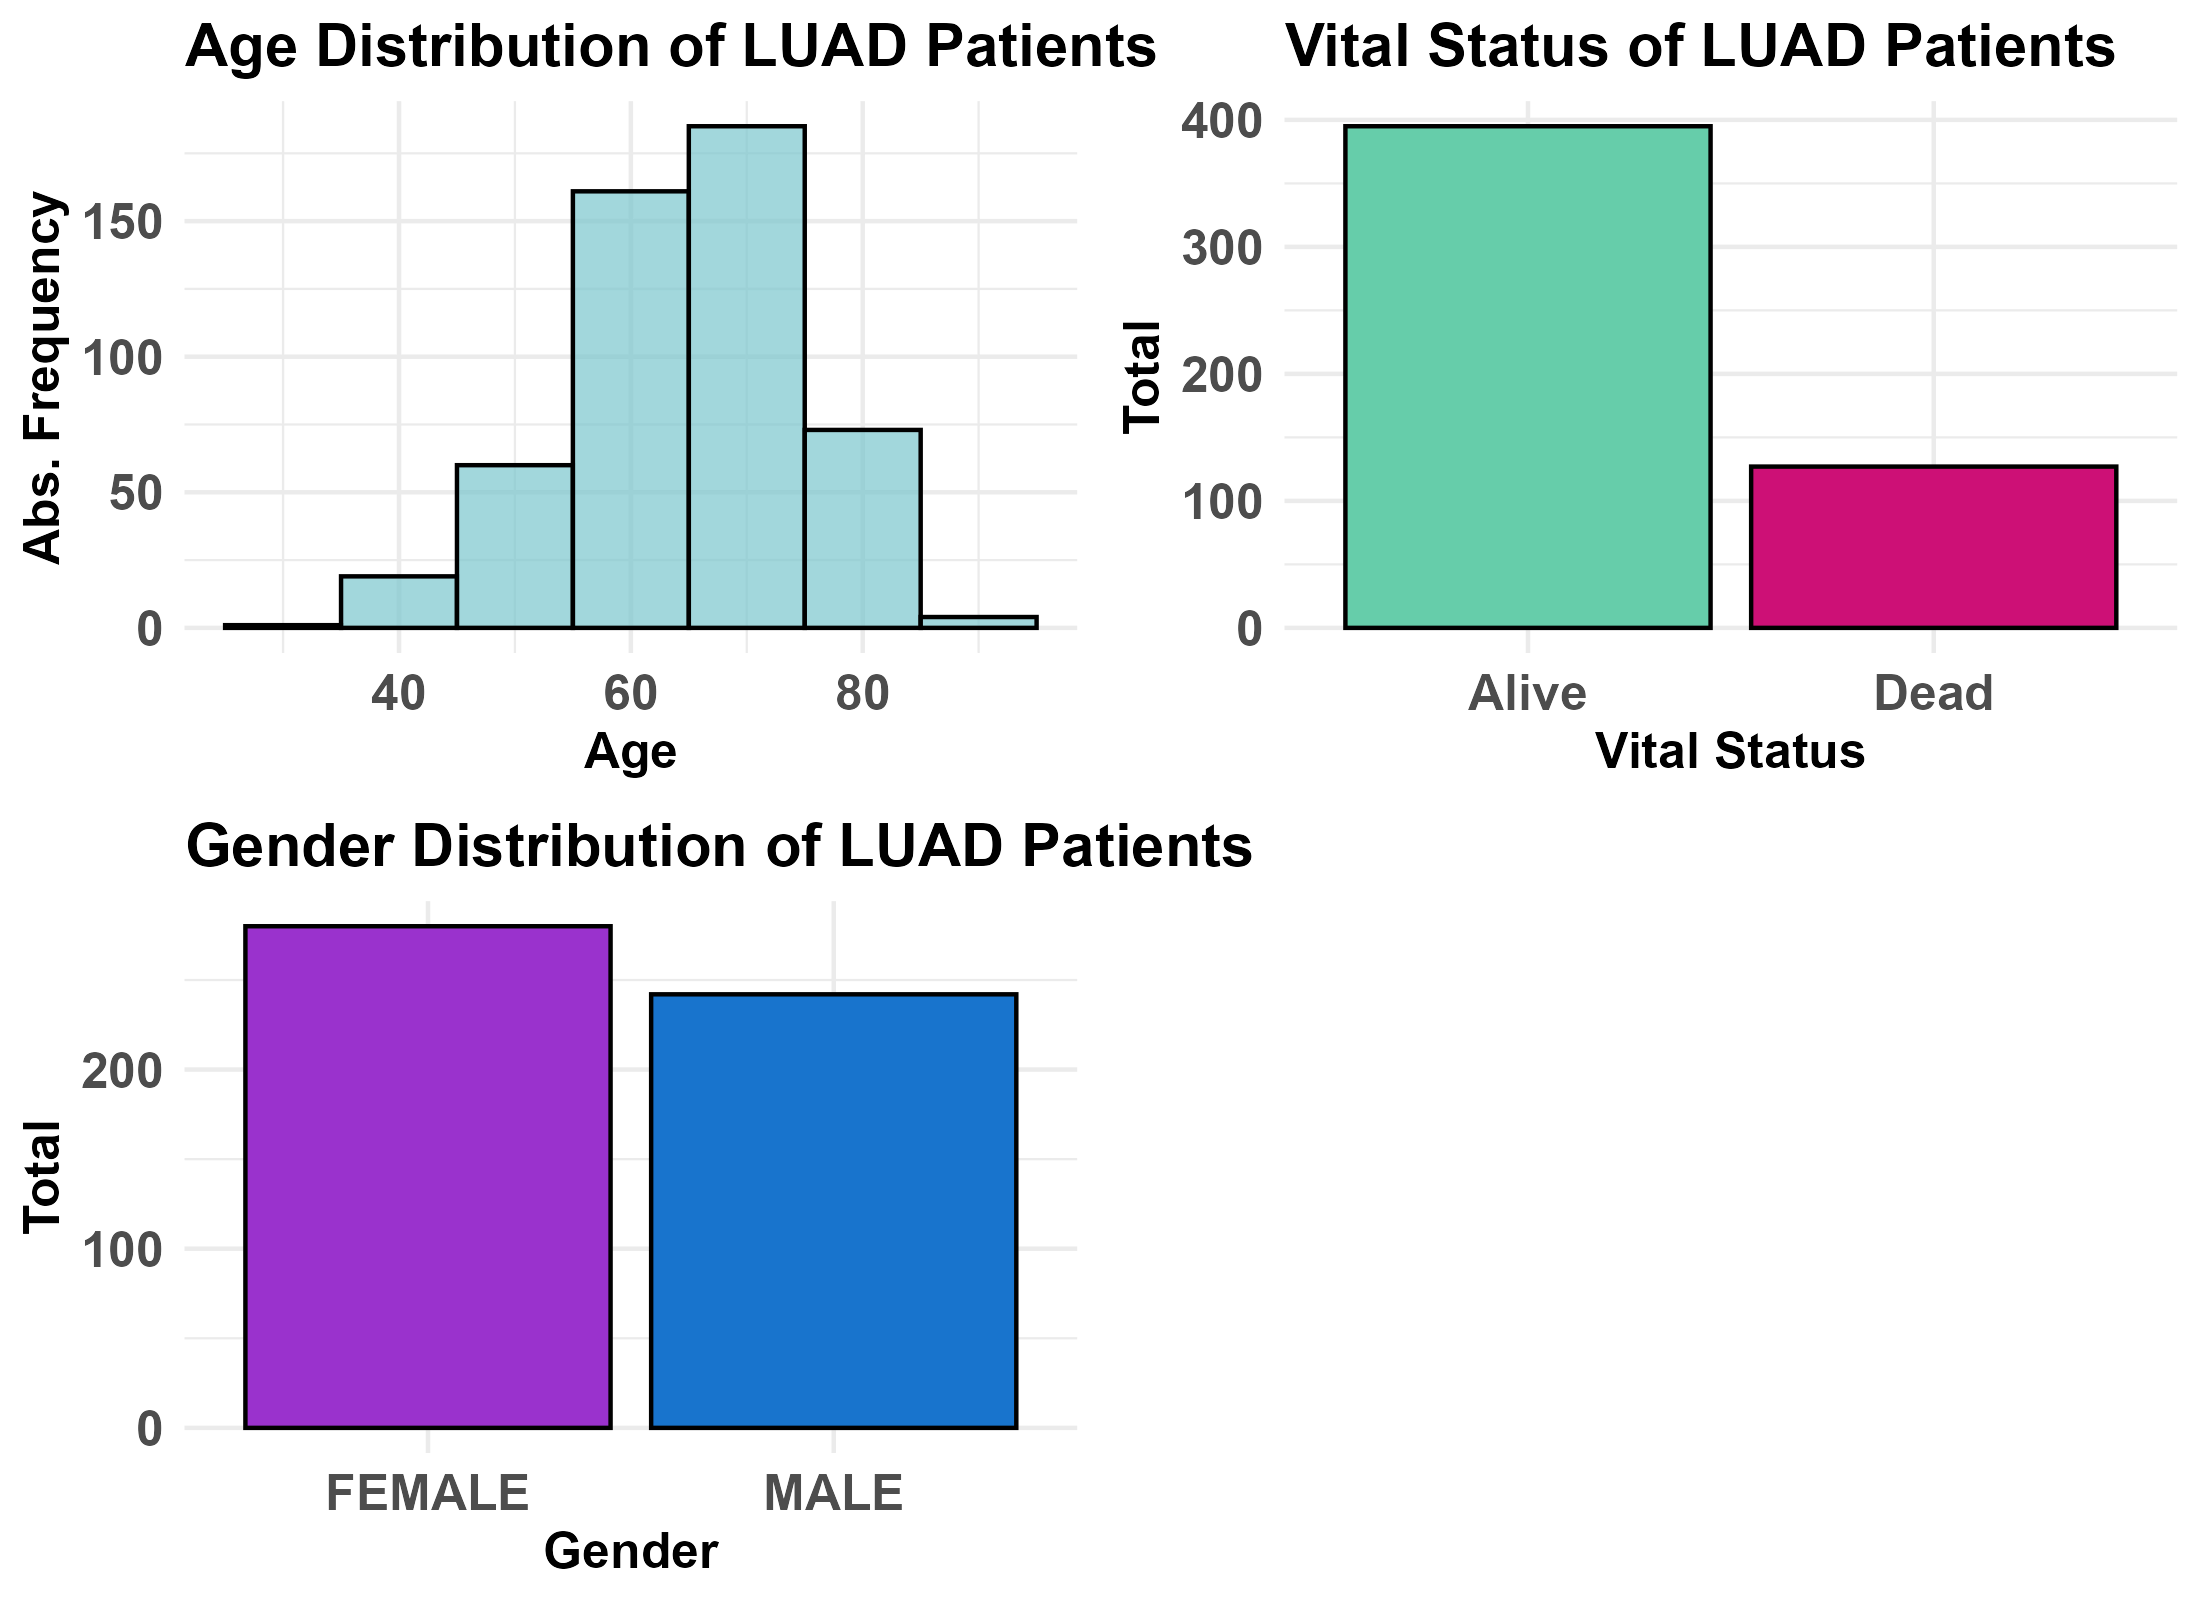 Age Distribution of LUAD Patients
Abs. Frequency
150
100
50
0
40 60 80
Age
Vital Status of LUAD Patients
Total
400
300
200
100
0
Alive Dead
Vital Status
Gender Distribution of LUAD Patients
Total
200
100
0
FEMALE MALE
Gender